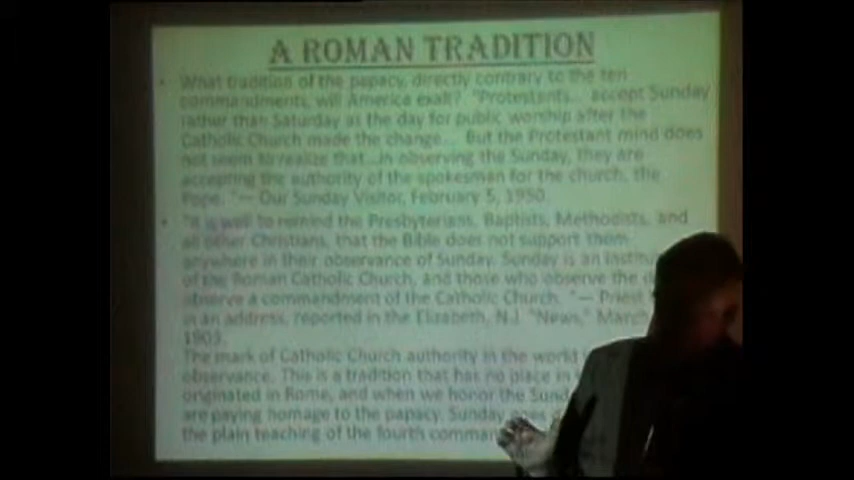 A ROMAN TRADITION
• What tradition of the papacy, directly contrary to the ten
commandments, will America exalt? "Protestants... accept Sunday
rather than Saturday as the day for public worship after the
Catholic Church made the change... But the Protestant mind does
not seem to realize that...in observing the Sunday, they are
accepting the authority of the spokesman for the church, the
Pope. "— Our Sunday Visitor, February 5, 1950.
• "It is well to remind the Presbyterians, Baptists, Methodists, and
all other Christians, that the Bible does not support them
anywhere in their observance of Sunday. Sunday is an
of the Roman Catholic Church, and those who observe the
observe a commandment of the Catholic Church. "— Priest
in an address, reported in the Elizabeth, N.J. "News," March
1903.
The mark of Catholic Church authority in the world
observance. This is a tradition that has no place in
originated in Rome, and when we honor the
are paying homage to the papacy. Sunday goes
the plain teaching of the fourth